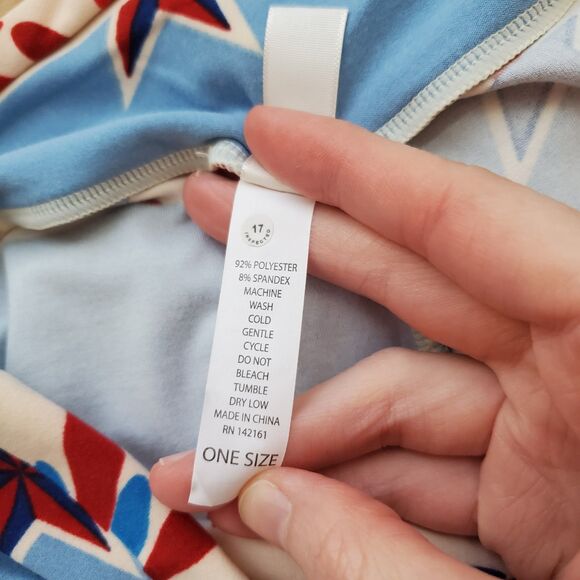 17
INSPECTED
92% POLYESTER
8% SPANDEX
MACHINE
WASH
COLD
GENTLE
CYCLE
DO NOT
BLEACH
TUMBLE
DRY LOW
MADE IN CHINA
RN 142161
ONE SIZE